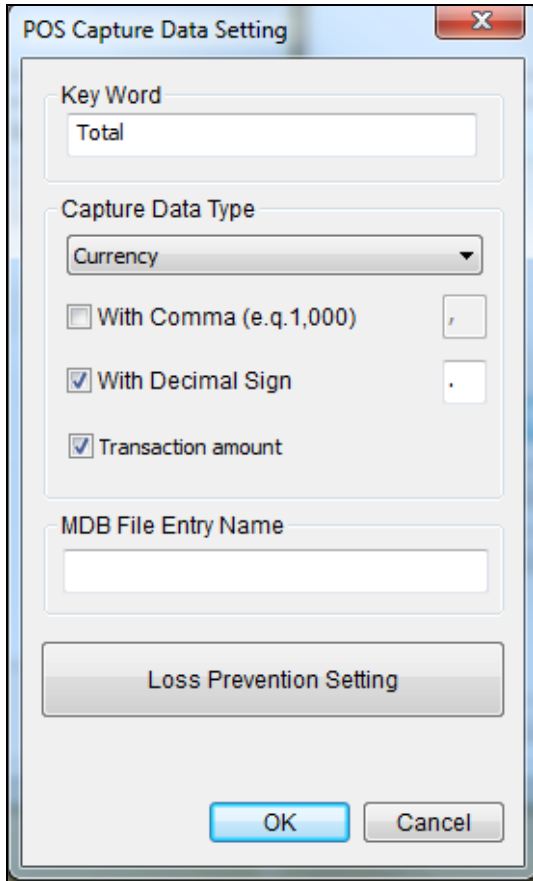 POS Capture Data Setting
Key Word
Total
Capture Data Type
Currency
With Comma (e.q.1,000) ,
With Decimal Sign .
Transaction amount
MDB File Entry Name
Loss Prevention Setting
OK Cancel